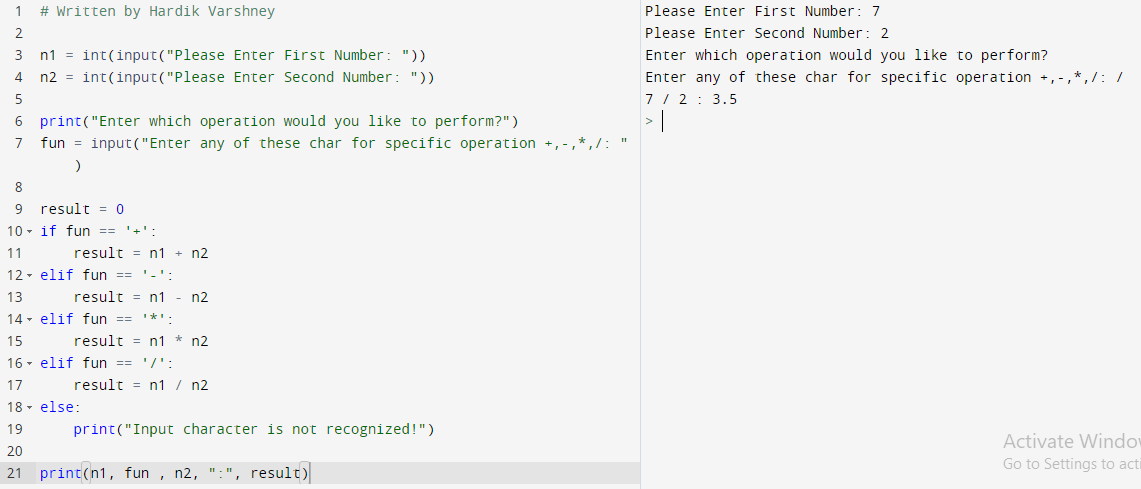 1 # Written by Hardik Varshney
2
3 n1 = int(input("Please Enter First Number: "))
4 n2 = int(input("Please Enter Second Number: "))
5
6 print("Enter which operation would you like to perform?")
7 fun = input("Enter any of these char for specific operation +,-,*,/: "
)
8
9 result = 0
10 if fun == '+':
11     result = n1 + n2
12 elif fun == '-':
13     result = n1 - n2
14 elif fun == '*':
15     result = n1 * n2
16 elif fun == '/':
17     result = n1 / n2
18 else:
19     print("Input character is not recognized!")
20
21 print(n1, fun , n2, ":", result)
Please Enter First Number: 7
Please Enter Second Number: 2
Enter which operation would you like to perform?
Enter any of these char for specific operation +,-,*,/: /
7 / 2 : 3.5
>
Activate Windo
Go to Settings to acti